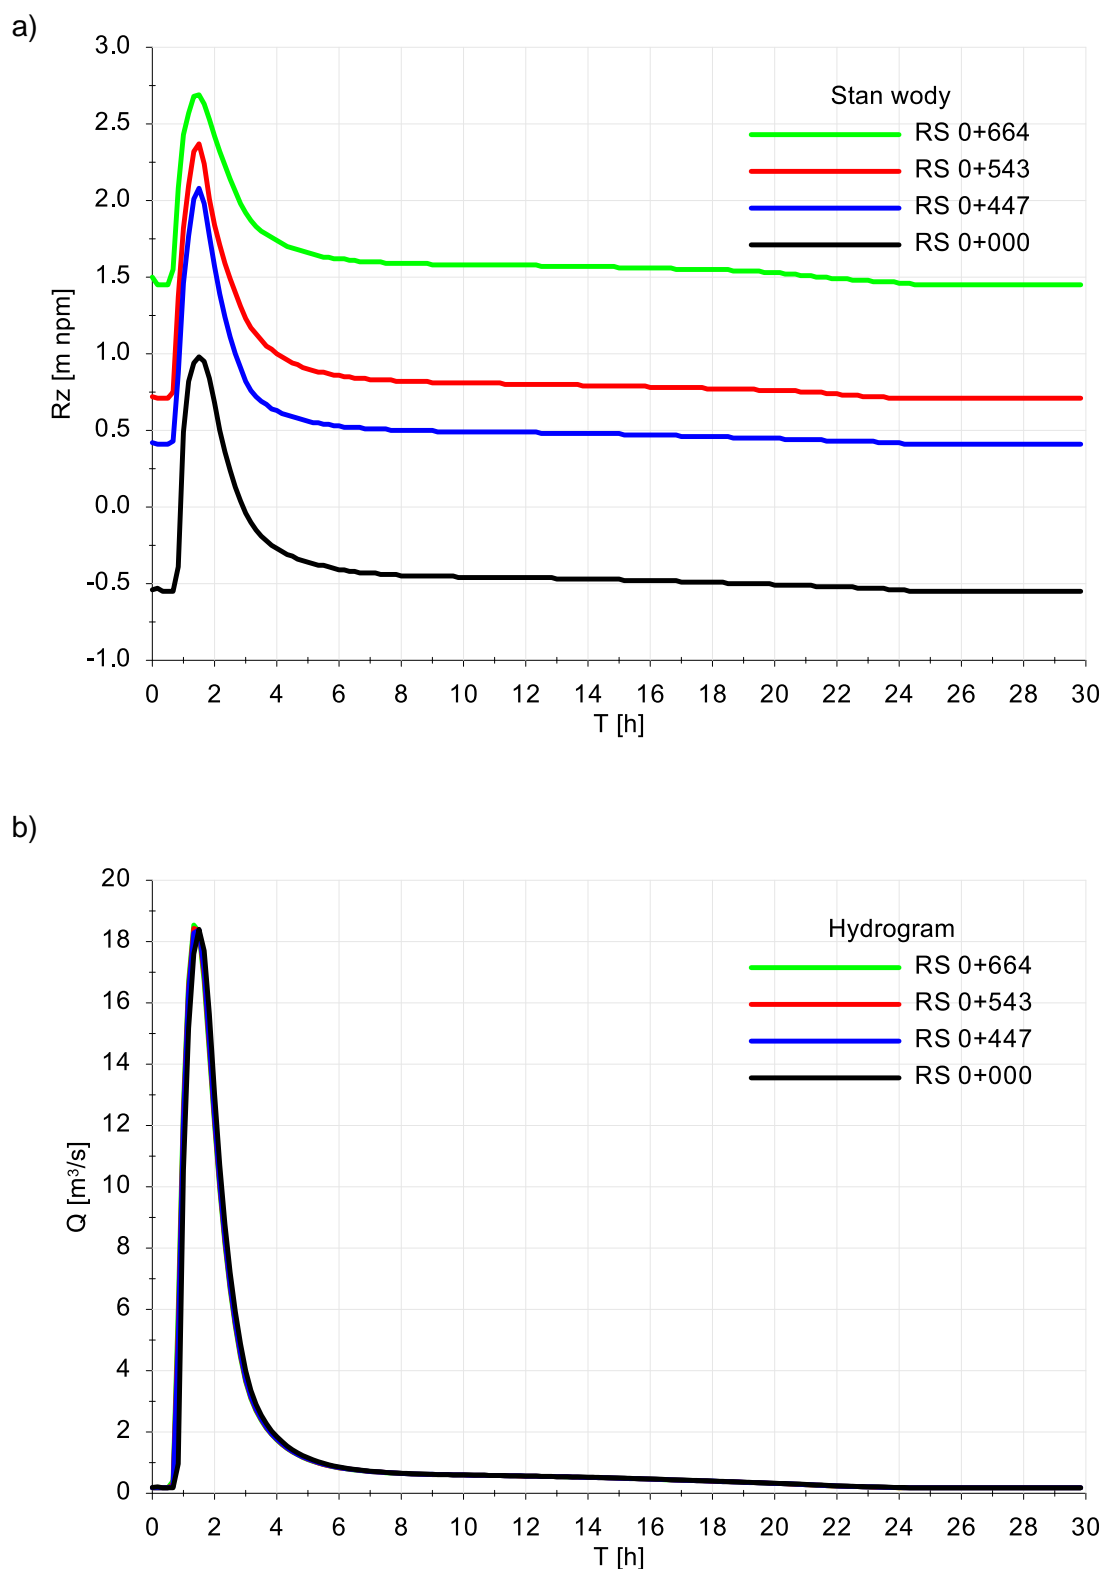 a)
3.0
2.5
2.0
1.5
1.0
0.5
0.0
-0.5
-1.0
Rz [m npm]
Stan wody
RS 0+664
RS 0+543
RS 0+447
RS 0+000
0 2 4 6 8 10 12 14 16 18 20 22 24 26 28 30
T [h]
b)
20
18
16
14
12
10
8
6
4
2
0
Q [m³/s]
Hydrogram
RS 0+664
RS 0+543
RS 0+447
RS 0+000
0 2 4 6 8 10 12 14 16 18 20 22 24 26 28 30
T [h]